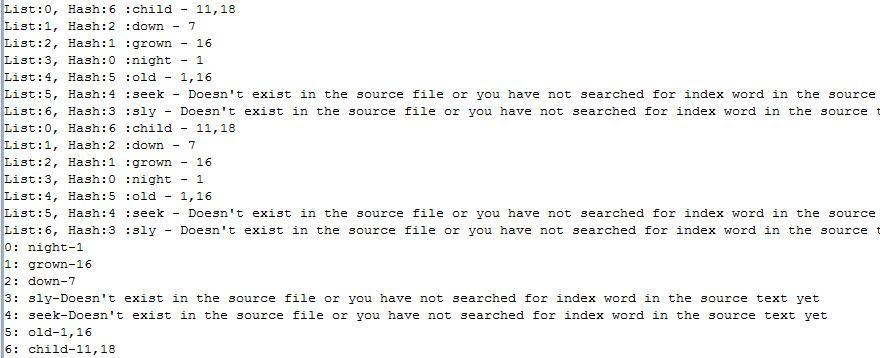 List:0, Hash:6 :child - 11,18
List:1, Hash:2 :down - 7
List:2, Hash:1 :grown - 16
List:3, Hash:0 :night - 1
List:4, Hash:5 :old - 1,16
List:5, Hash:4 :seek - Doesn't exist in the source file or you have not searched for index word in the source
List:6, Hash:3 :sly - Doesn't exist in the source file or you have not searched for index word in the source t
List:0, Hash:6 :child - 11,18
List:1, Hash:2 :down - 7
List:2, Hash:1 :grown - 16
List:3, Hash:0 :night - 1
List:4, Hash:5 :old - 1,16
List:5, Hash:4 :seek - Doesn't exist in the source file or you have not searched for index word in the source
List:6, Hash:3 :sly - Doesn't exist in the source file or you have not searched for index word in the source t
0: night-1
1: grown-16
2: down-7
3: sly-Doesn't exist in the source file or you have not searched for index word in the source text yet
4: seek-Doesn't exist in the source file or you have not searched for index word in the source text yet
5: old-1,16
6: child-11,18